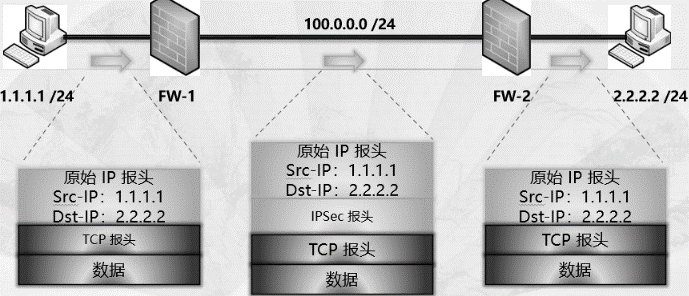 100.0.0.0 /24
1.1.1.1 /24
FW-1
FW-2
2.2.2.2 /24
原始 IP 报头
Src-IP：1.1.1.1
Dst-IP：2.2.2.2
TCP 报头
数据
原始 IP 报头
Src-IP：1.1.1.1
Dst-IP：2.2.2.2
IPSec 报头
TCP 报头
数据
原始 IP 报头
Src-IP：1.1.1.1
Dst-IP：2.2.2.2
TCP 报头
数据